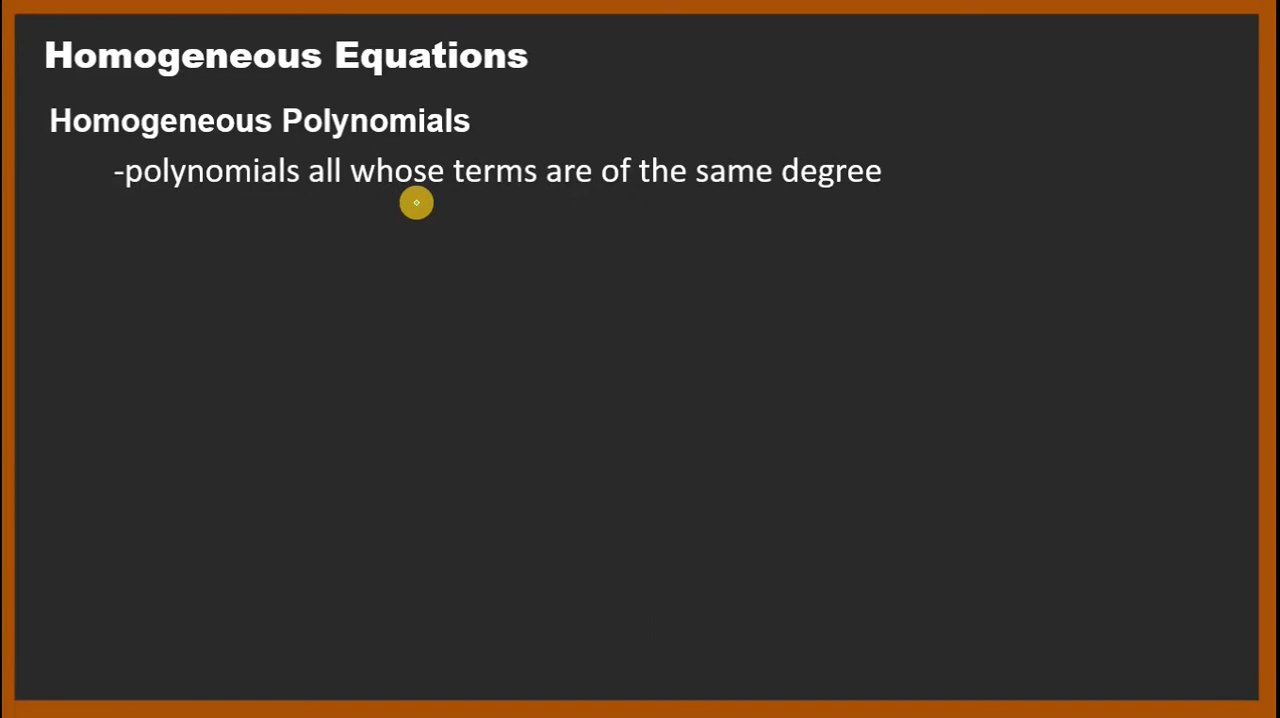 Homogeneous Equations
Homogeneous Polynomials
-polynomials all whose terms are of the same degree